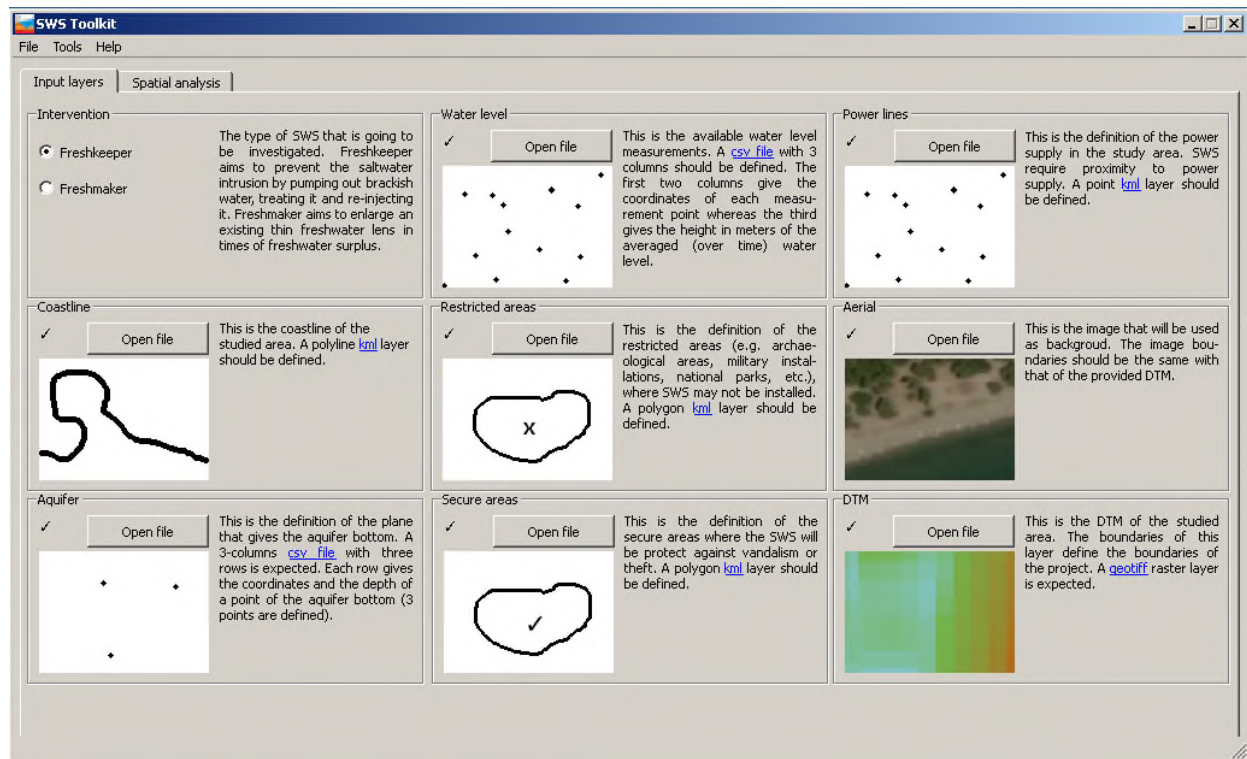 SWS Toolkit
File Tools Help
Input layers Spatial analysis
Intervention
Freshkeeper
Freshmaker
The type of SWS that is going to
be investigated. Freshkeeper
aims to prevent the saltwater
intrusion by pumping out brackish
water, treating it and re-injecting
it. Freshmaker aims to enlarge an
existing thin freshwater lens in
times of freshwater surplus.
Water level
✓ Open file
This is the available water level
measurements. A csv file with 3
columns should be defined. The
first two columns give the
coordinates of each measu-
rement point whereas the third
gives the height in meters of the
averaged (over time) water
level.
Power lines
✓ Open file
This is the definition of the power
supply in the study area. SWS
require proximity to power
supply. A point kml layer should
be defined.
Coastline
✓ Open file
This is the coastline of the
studied area. A polyline kml layer
should be defined.
Restricted areas
✓ Open file
x
This is the definition of the
restricted areas (e.g. archae-
ological areas, military instal-
lations, national parks, etc.),
where SWS may not be installed.
A polygon kml layer should be
defined.
Aerial
✓ Open file
This is the image that will be used
as backgroud. The image bou-
ndaries should be the same with
that of the provided DTM.
Aquifer
✓ Open file
This is the definition of the plane
that gives the aquifer bottom. A
3-columns csv file with three
rows is expected. Each row gives
the coordinates and the depth of
a point of the aquifer bottom (3
points are defined).
Secure areas
✓ Open file
✓
This is the definition of the
secure areas where the SWS will
be protect against vandalism or
theft. A polygon kml layer should
be defined.
DTM
✓ Open file
This is the DTM of the studied
area. The boundaries of this
layer define the boundaries of
the project. A geotiff raster layer
is expected.